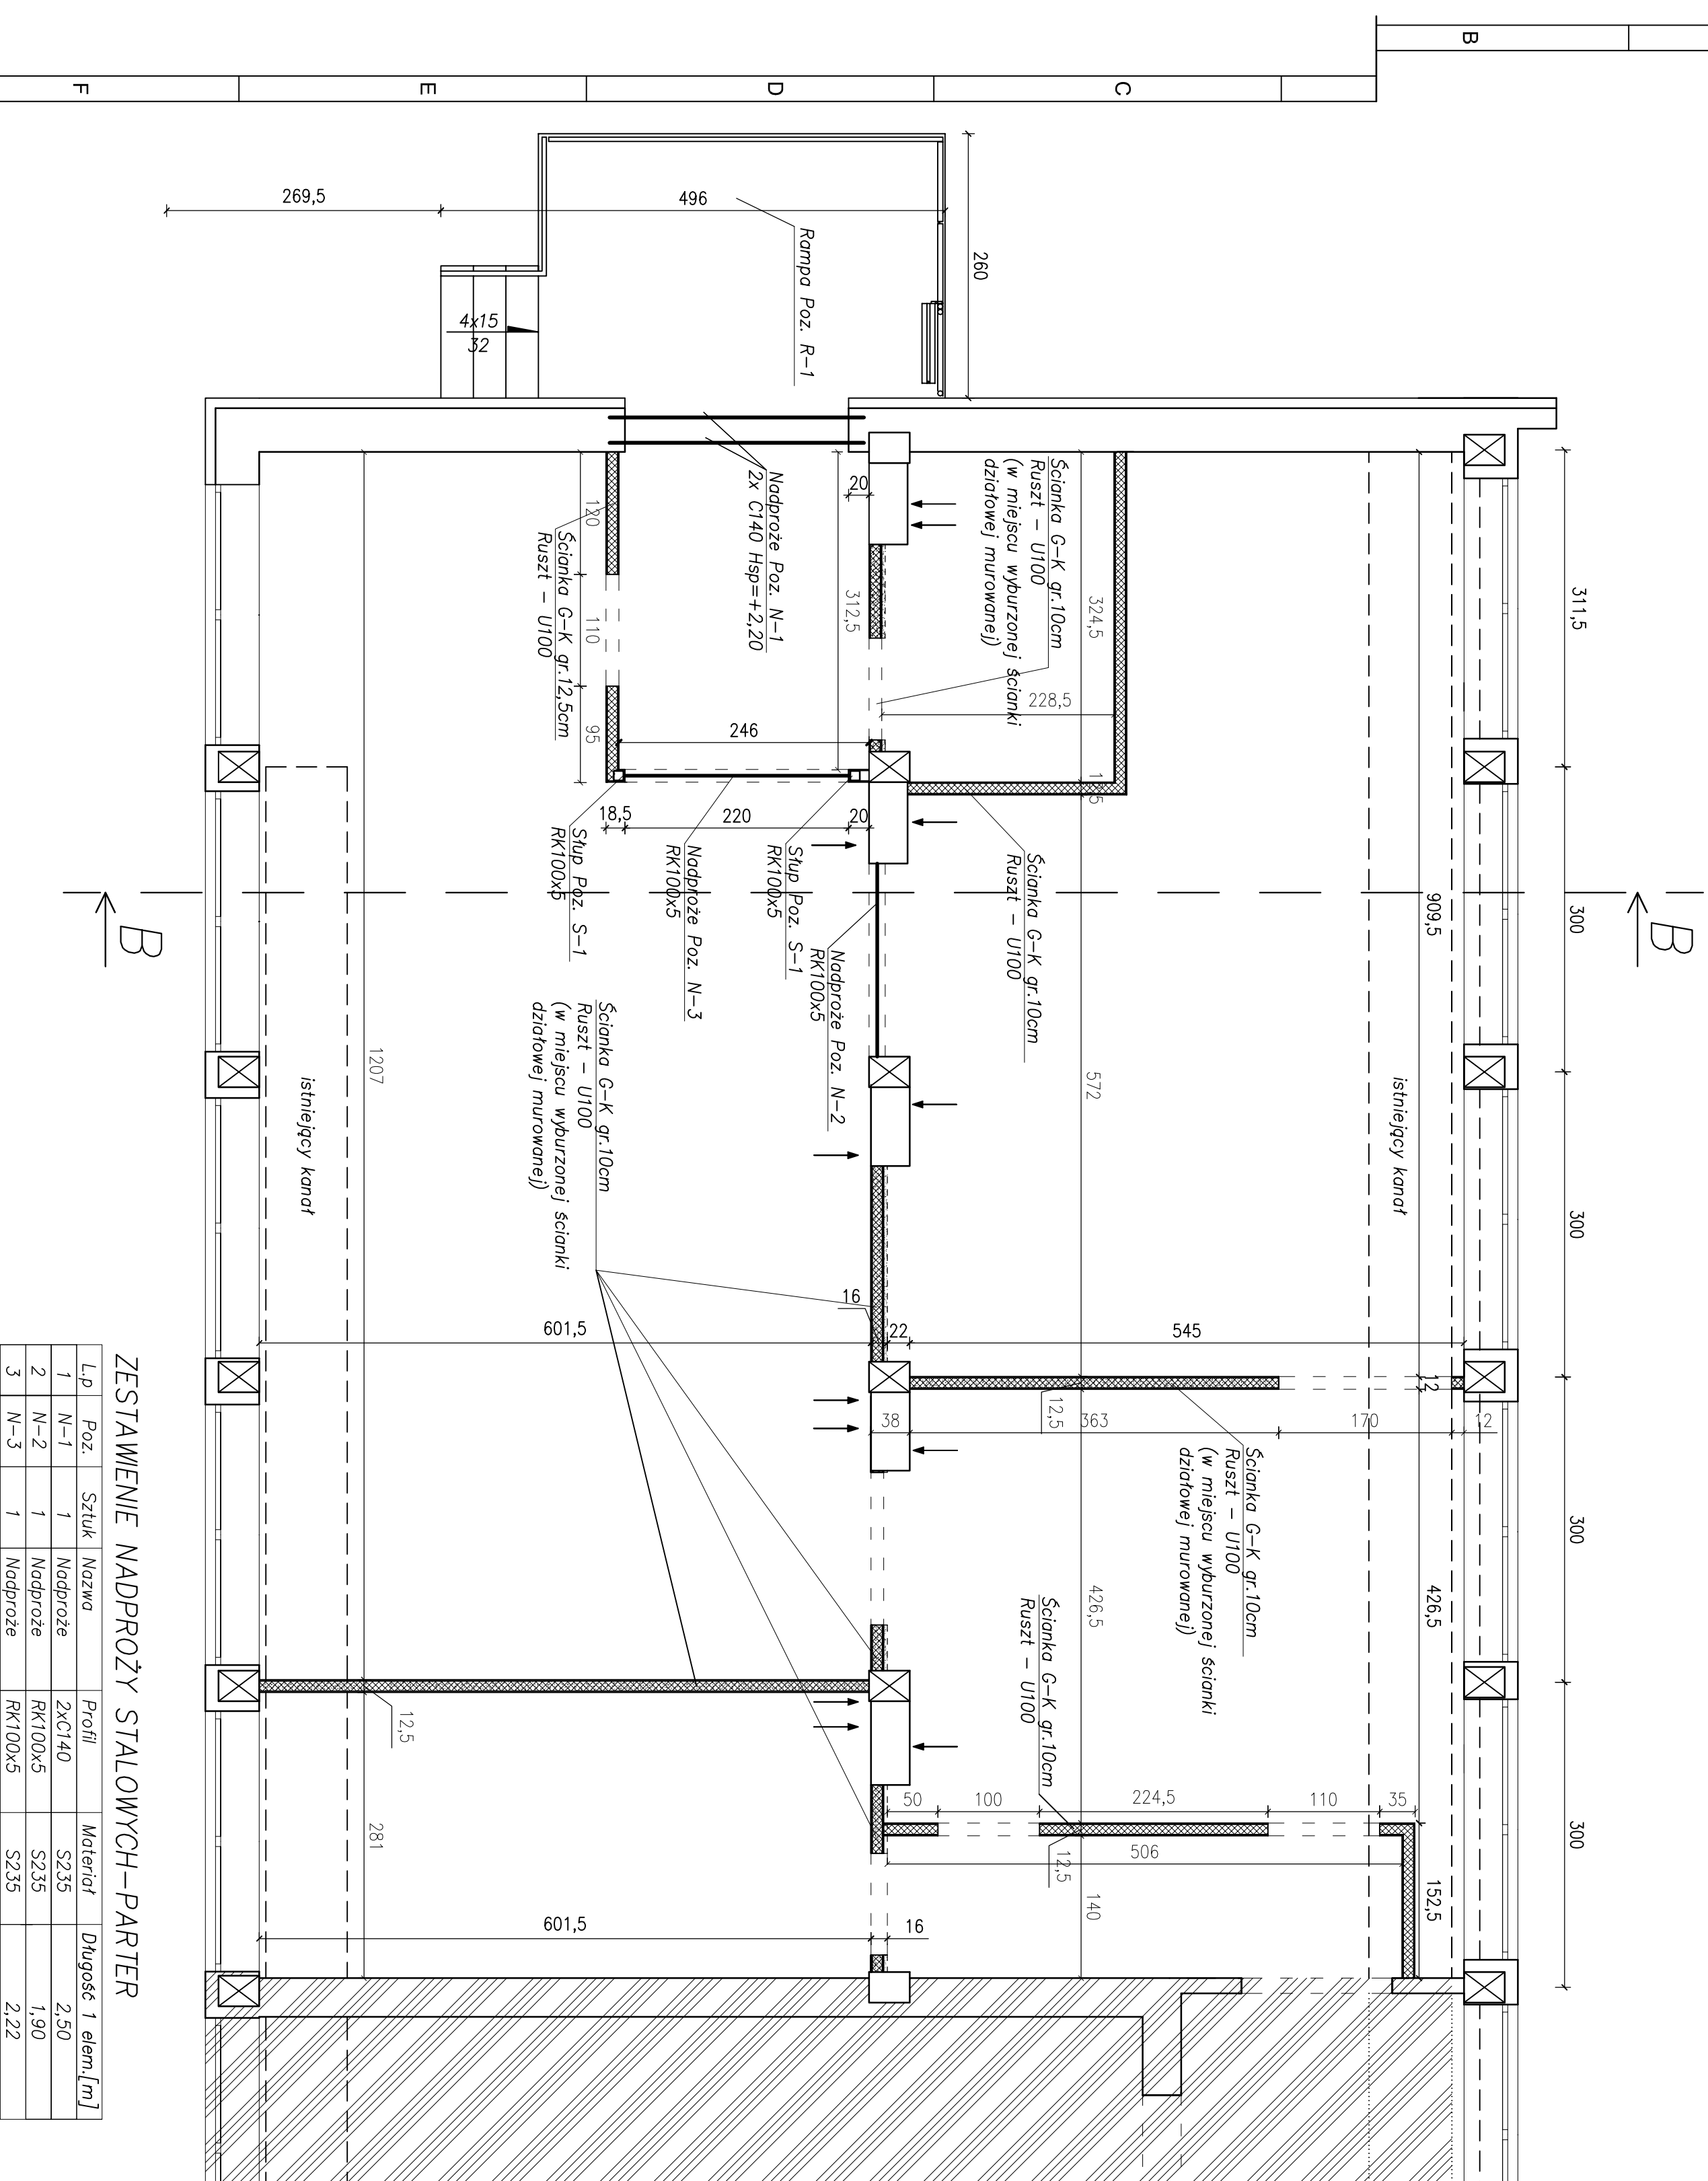 B
C
D
E
F
311,5
300
300
300
300
B
B
909,5
426,5
152,5
istniejący kanał
12
260
496
269,5
Rampa Poz. R-1
4x15
32
Ścianka G-K gr.10cm
Ruszt - U100
(w miejscu wyburzonej ścianki
działowej murowanej)
324,5
572
426,5
140
228,5
Ścianka G-K gr.10cm
Ruszt - U100
545
22
16
601,5
12,5
38
363
170
12
Ścianka G-K gr.10cm
Ruszt - U100
(w miejscu wyburzonej ścianki
działowej murowanej)
Ścianka G-K gr.10cm
Ruszt - U100
50
100
224,5
110
35
506
12,5
20
312,5
Nadproże Poz. N-1
2x C140 Hsp=+2,20
120
110
95
Ścianka G-K gr.12,5cm
Ruszt - U100
246
18,5
220
20
Słup Poz. S-1
RK100x5
Nadproże Poz. N-2
RK100x5
Nadproże Poz. N-3
RK100x5
Słup Poz. S-1
RK100x5
Ścianka G-K gr.10cm
Ruszt - U100
(w miejscu wyburzonej ścianki
działowej murowanej)
1207
12,5
281
601,5
16
istniejący kanał
ZESTAWIENIE NADPROŻY STALOWYCH-PARTER
L.p Poz. Sztuk Nazwa Profil Materiał Długość 1 elem.[m]
1 N-1 1 Nadproże 2xC140 S235 2,50
2 N-2 1 Nadproże RK100x5 S235 1,90
3 N-3 1 Nadproże RK100x5 S235 2,22